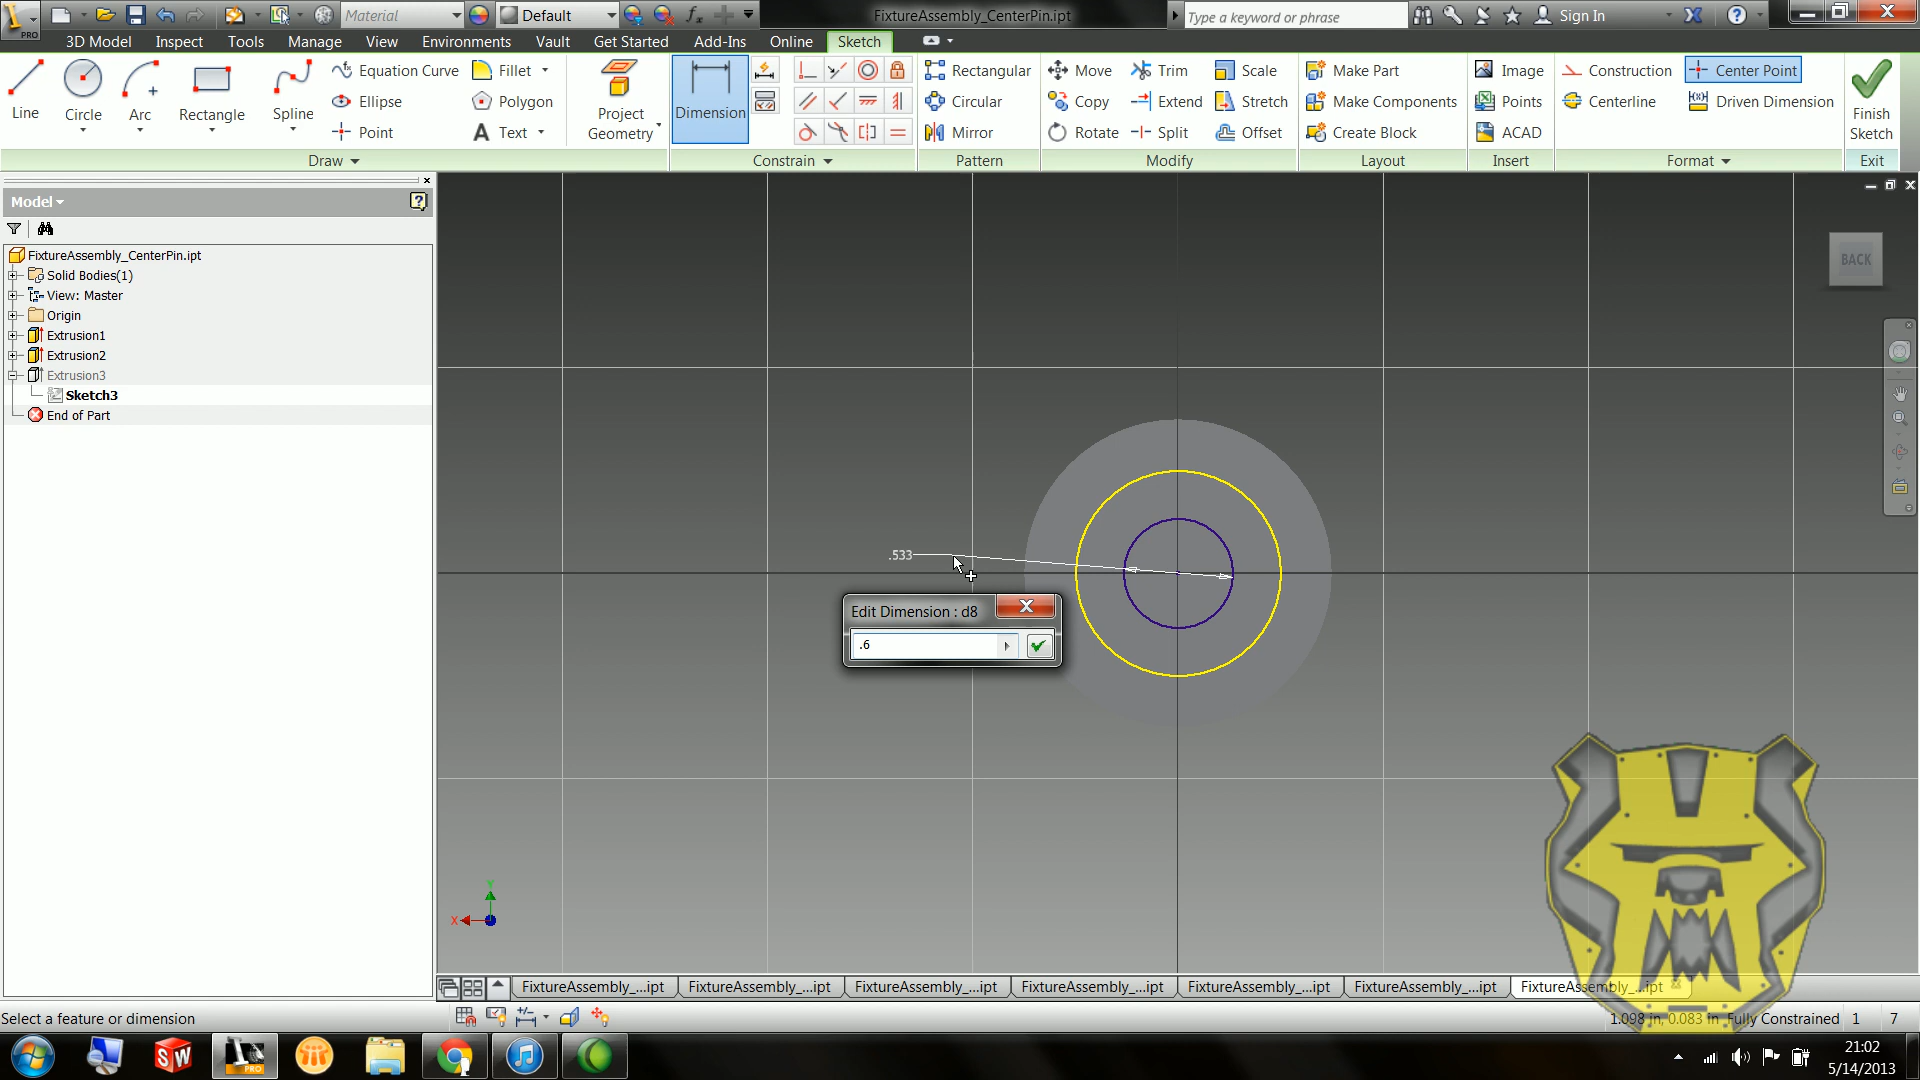 Material
Default
FixtureAssembly_CenterPin.ipt
Type a keyword or phrase
Sign In
PRO
3D Model
Inspect
Tools
Manage
View
Environments
Vault
Get Started
Add-Ins
Online
Sketch
Line
Circle
Arc
Rectangle
Spline
Equation Curve
Ellipse
Point
Fillet
Polygon
Text
Project Geometry
Dimension
Rectangular
Circular
Mirror
Move
Copy
Rotate
Trim
Extend
Split
Scale
Stretch
Offset
Make Part
Make Components
Create Block
Image
Points
ACAD
Construction
Centerline
Center Point
Driven Dimension
Finish Sketch
Draw
Constrain
Pattern
Modify
Layout
Insert
Format
Exit
Model
FixtureAssembly_CenterPin.ipt
Solid Bodies(1)
View: Master
Origin
Extrusion1
Extrusion2
Extrusion3
Sketch3
End of Part
BACK
.533
Edit Dimension : d8
.6
Y
X
FixtureAssembly_...ipt
FixtureAssembly_...ipt
FixtureAssembly_...ipt
FixtureAssembly_...ipt
FixtureAssembly_...ipt
FixtureAssembly_...ipt
FixtureAssembly_...ipt
Select a feature or dimension
1.098 in, 0.083 in Fully Constrained 1 7
SW
PRO
21:02
5/14/2013